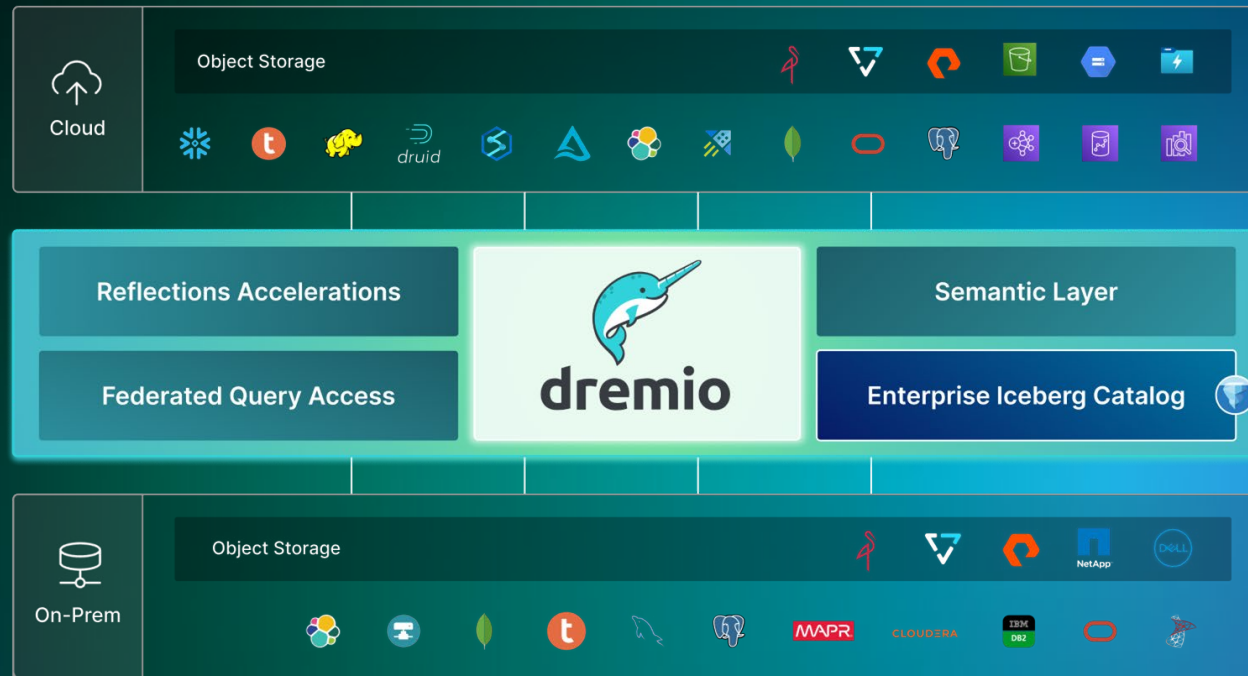 Object Storage
Cloud
t
druid
Reflections Accelerations
Semantic Layer
Federated Query Access
dremio
Enterprise Iceberg Catalog
Object Storage
NetApp
DELL
On-Prem
t
MAPR
CLOUDERA
IBM
DB2